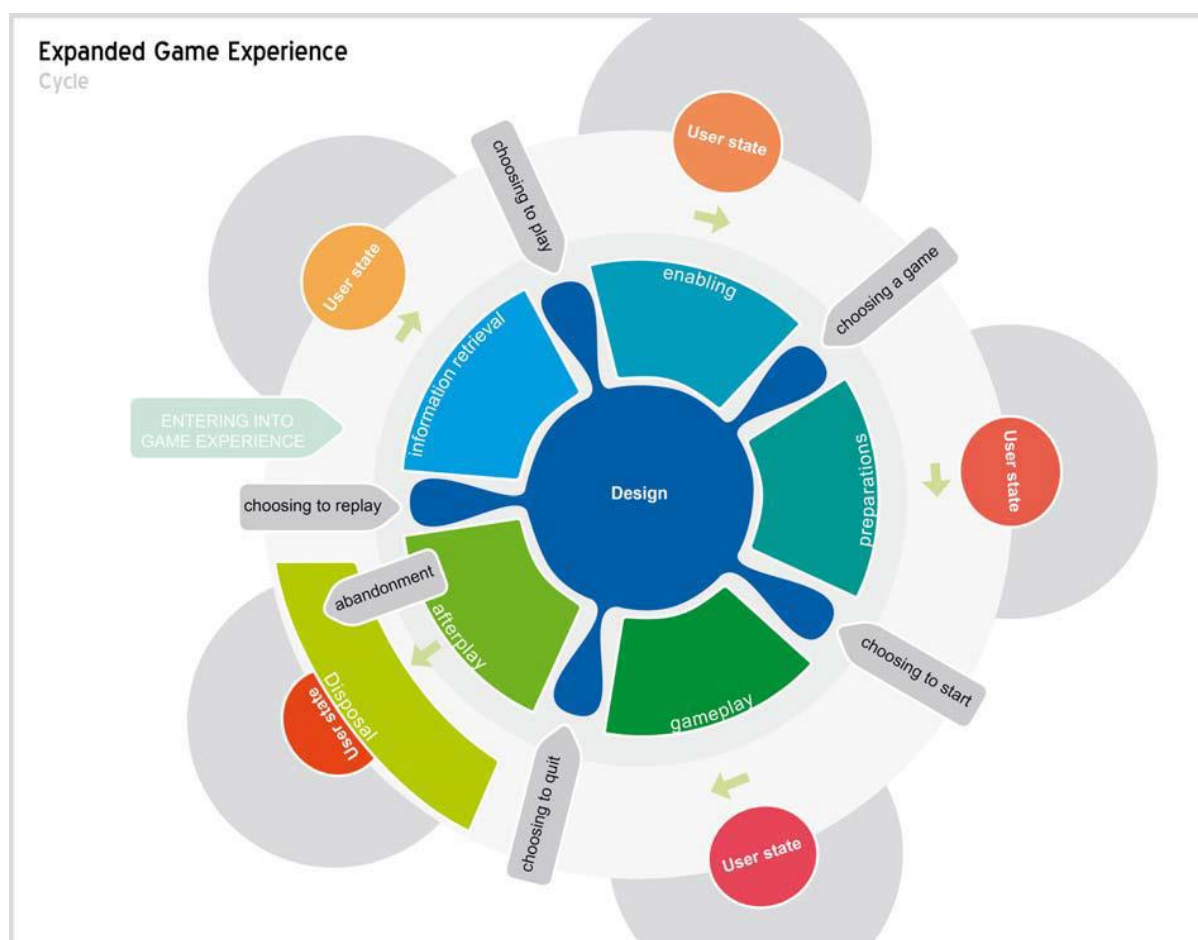 Expanded Game Experience
Cycle
choosing to play
User state
enabling
choosing a game
User state
information retrieval
ENTERING INTO
GAME EXPERIENCE
Design
preparations
User state
choosing to replay
abandonment
afterplay
Disposal
User state
gameplay
choosing to start
choosing to quit
User state